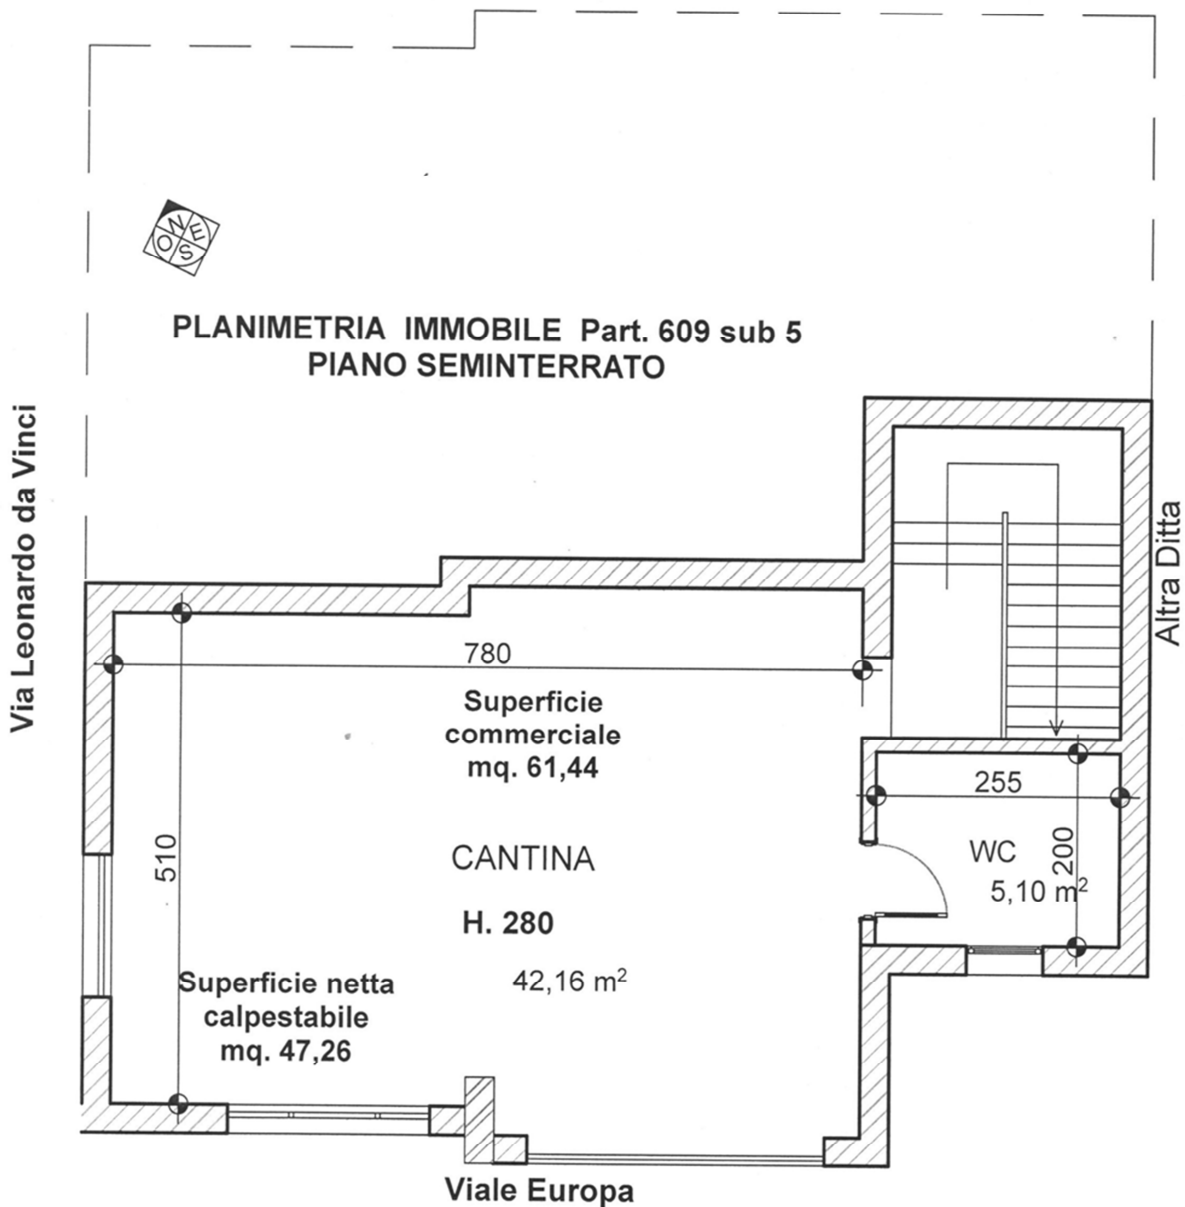 N
E
O
S
PLANIMETRIA IMMOBILE Part. 609 sub 5
PIANO SEMINTERRATO
Via Leonardo da Vinci
Altra Ditta
780
Superficie
commerciale
mq. 61,44
255
510
CANTINA
WC
200
5,10 m²
H. 280
42,16 m²
Superficie netta
calpestabile
mq. 47,26
Viale Europa